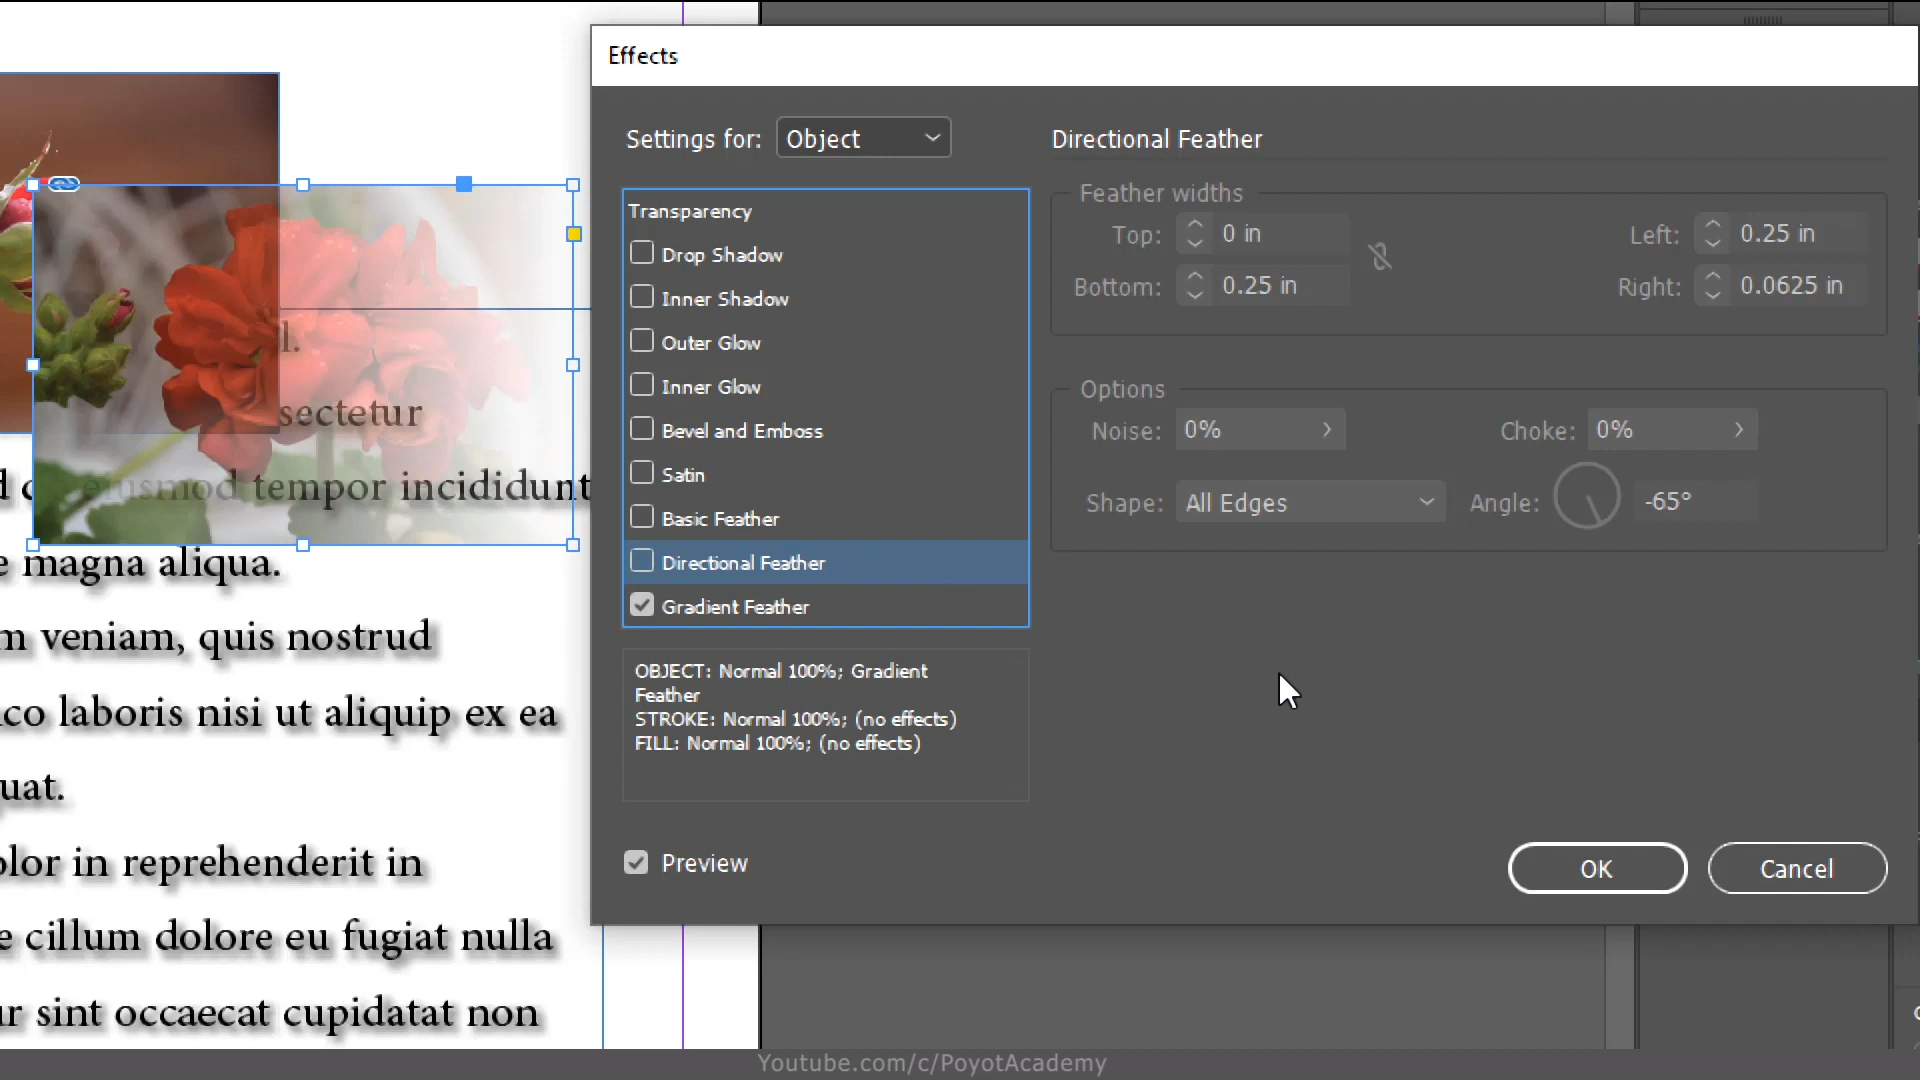 Effects
Settings for: Object
Directional Feather
Transparency
Drop Shadow
Inner Shadow
Outer Glow
Inner Glow
Bevel and Emboss
Satin
Basic Feather
Directional Feather
Gradient Feather
OBJECT: Normal 100%; Gradient
Feather
STROKE: Normal 100%; (no effects)
FILL: Normal 100%; (no effects)
Preview
Feather widths
Top: 0 in
Left: 0.25 in
Bottom: 0.25 in
Right: 0.0625 in
Options
Noise: 0%
Choke: 0%
Shape: All Edges
Angle: -65°
OK
Cancel
l.
sectetur
eiusmod tempor incididunt
e magna aliqua.
m veniam, quis nostrud
co laboris nisi ut aliquip ex ea
uat.
olor in reprehenderit in
e cillum dolore eu fugiat nulla
ur sint occaecat cupidatat non
Youtube.com/c/PoyotAcademy